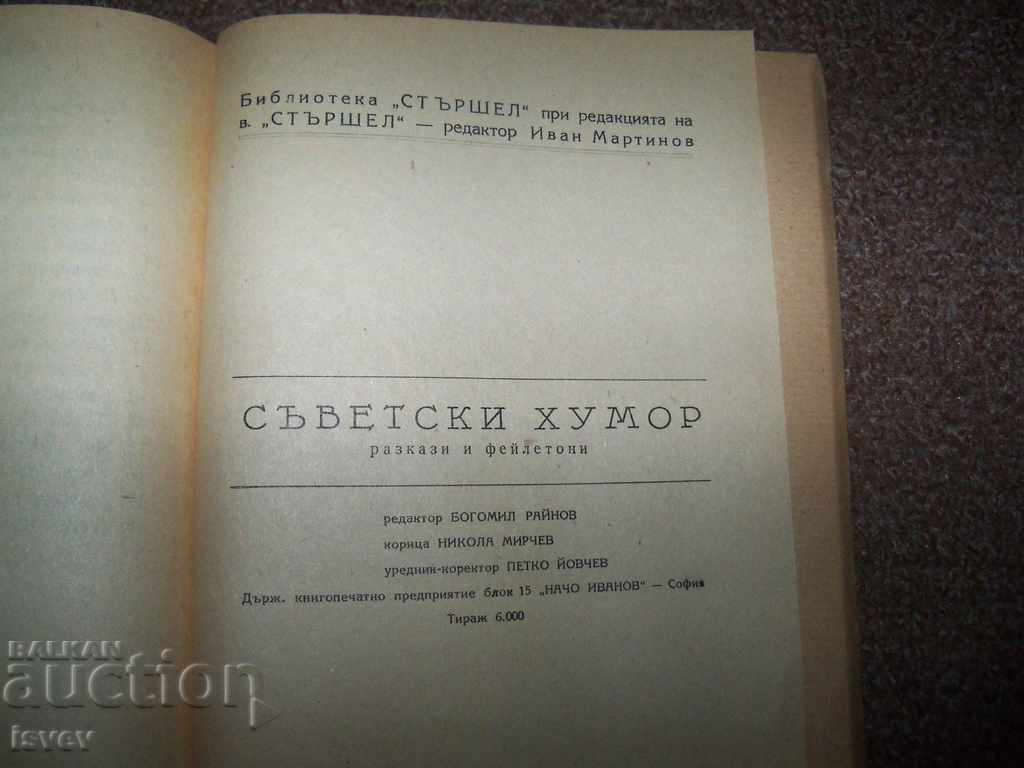 Библиотека „СТЪРШЕЛ" при редакцията на
в. „СТЪРШЕЛ" — редактор Иван Мартинов
СЪВЕТСКИ ХУМОР
разкази и фейлетони
редактор БОГОМИЛ РАЙНОВ
корица НИКОЛА МИРЧЕВ
уредник-коректор ПЕТКО ЙОВЧЕВ
Държ. книгопечатно предприятие блок 15 „НАЧО ИВАНОВ" — София
Тираж 6.000
BALKAN
auction
isvev